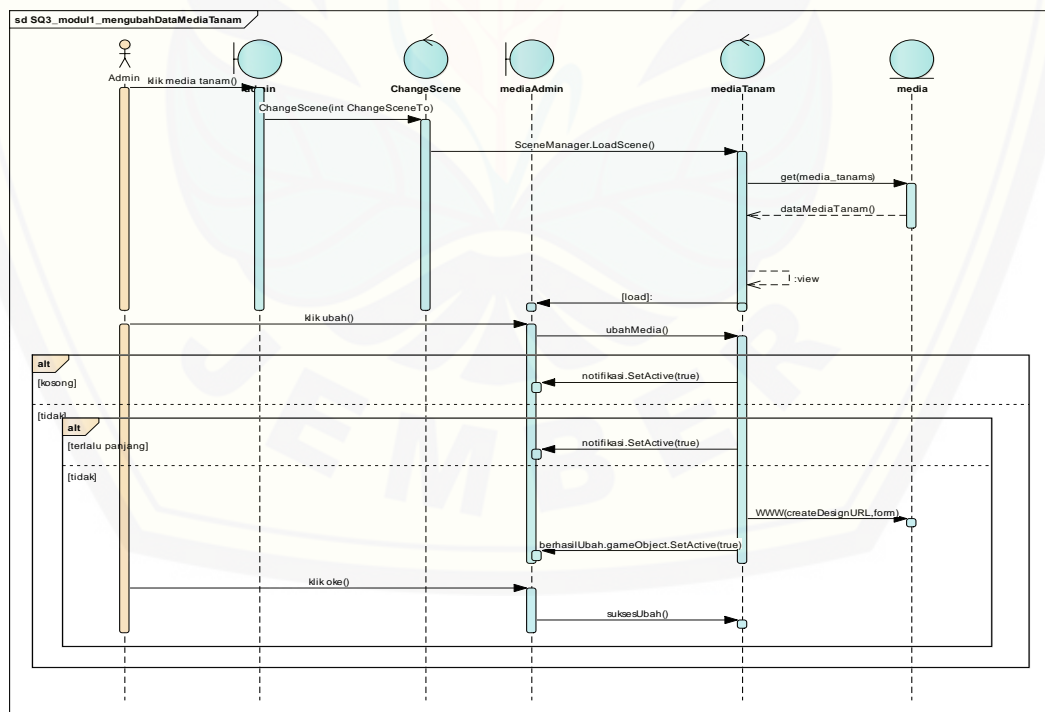 sd SQ3_modul1_mengubahDataMediaTanam
Admin
klik media tanam()
ChangeScene
mediaAdmin
mediaTanam
media
ChangeScene(int ChangeSceneTo)
SceneManager.LoadScene()
get(media_tanams)
dataMediaTanam()
:view
[load]:
klik ubah()
ubahMedia()
alt
[kosong]
notifikasi.SetActive(true)
[tidak]
alt
[terlalu panjang]
notifikasi.SetActive(true)
[tidak]
WWW(createDesignURL,form)
berhasilUbah.gameObject.SetActive(true)
klik oke()
suksesUbah()
JEMBER